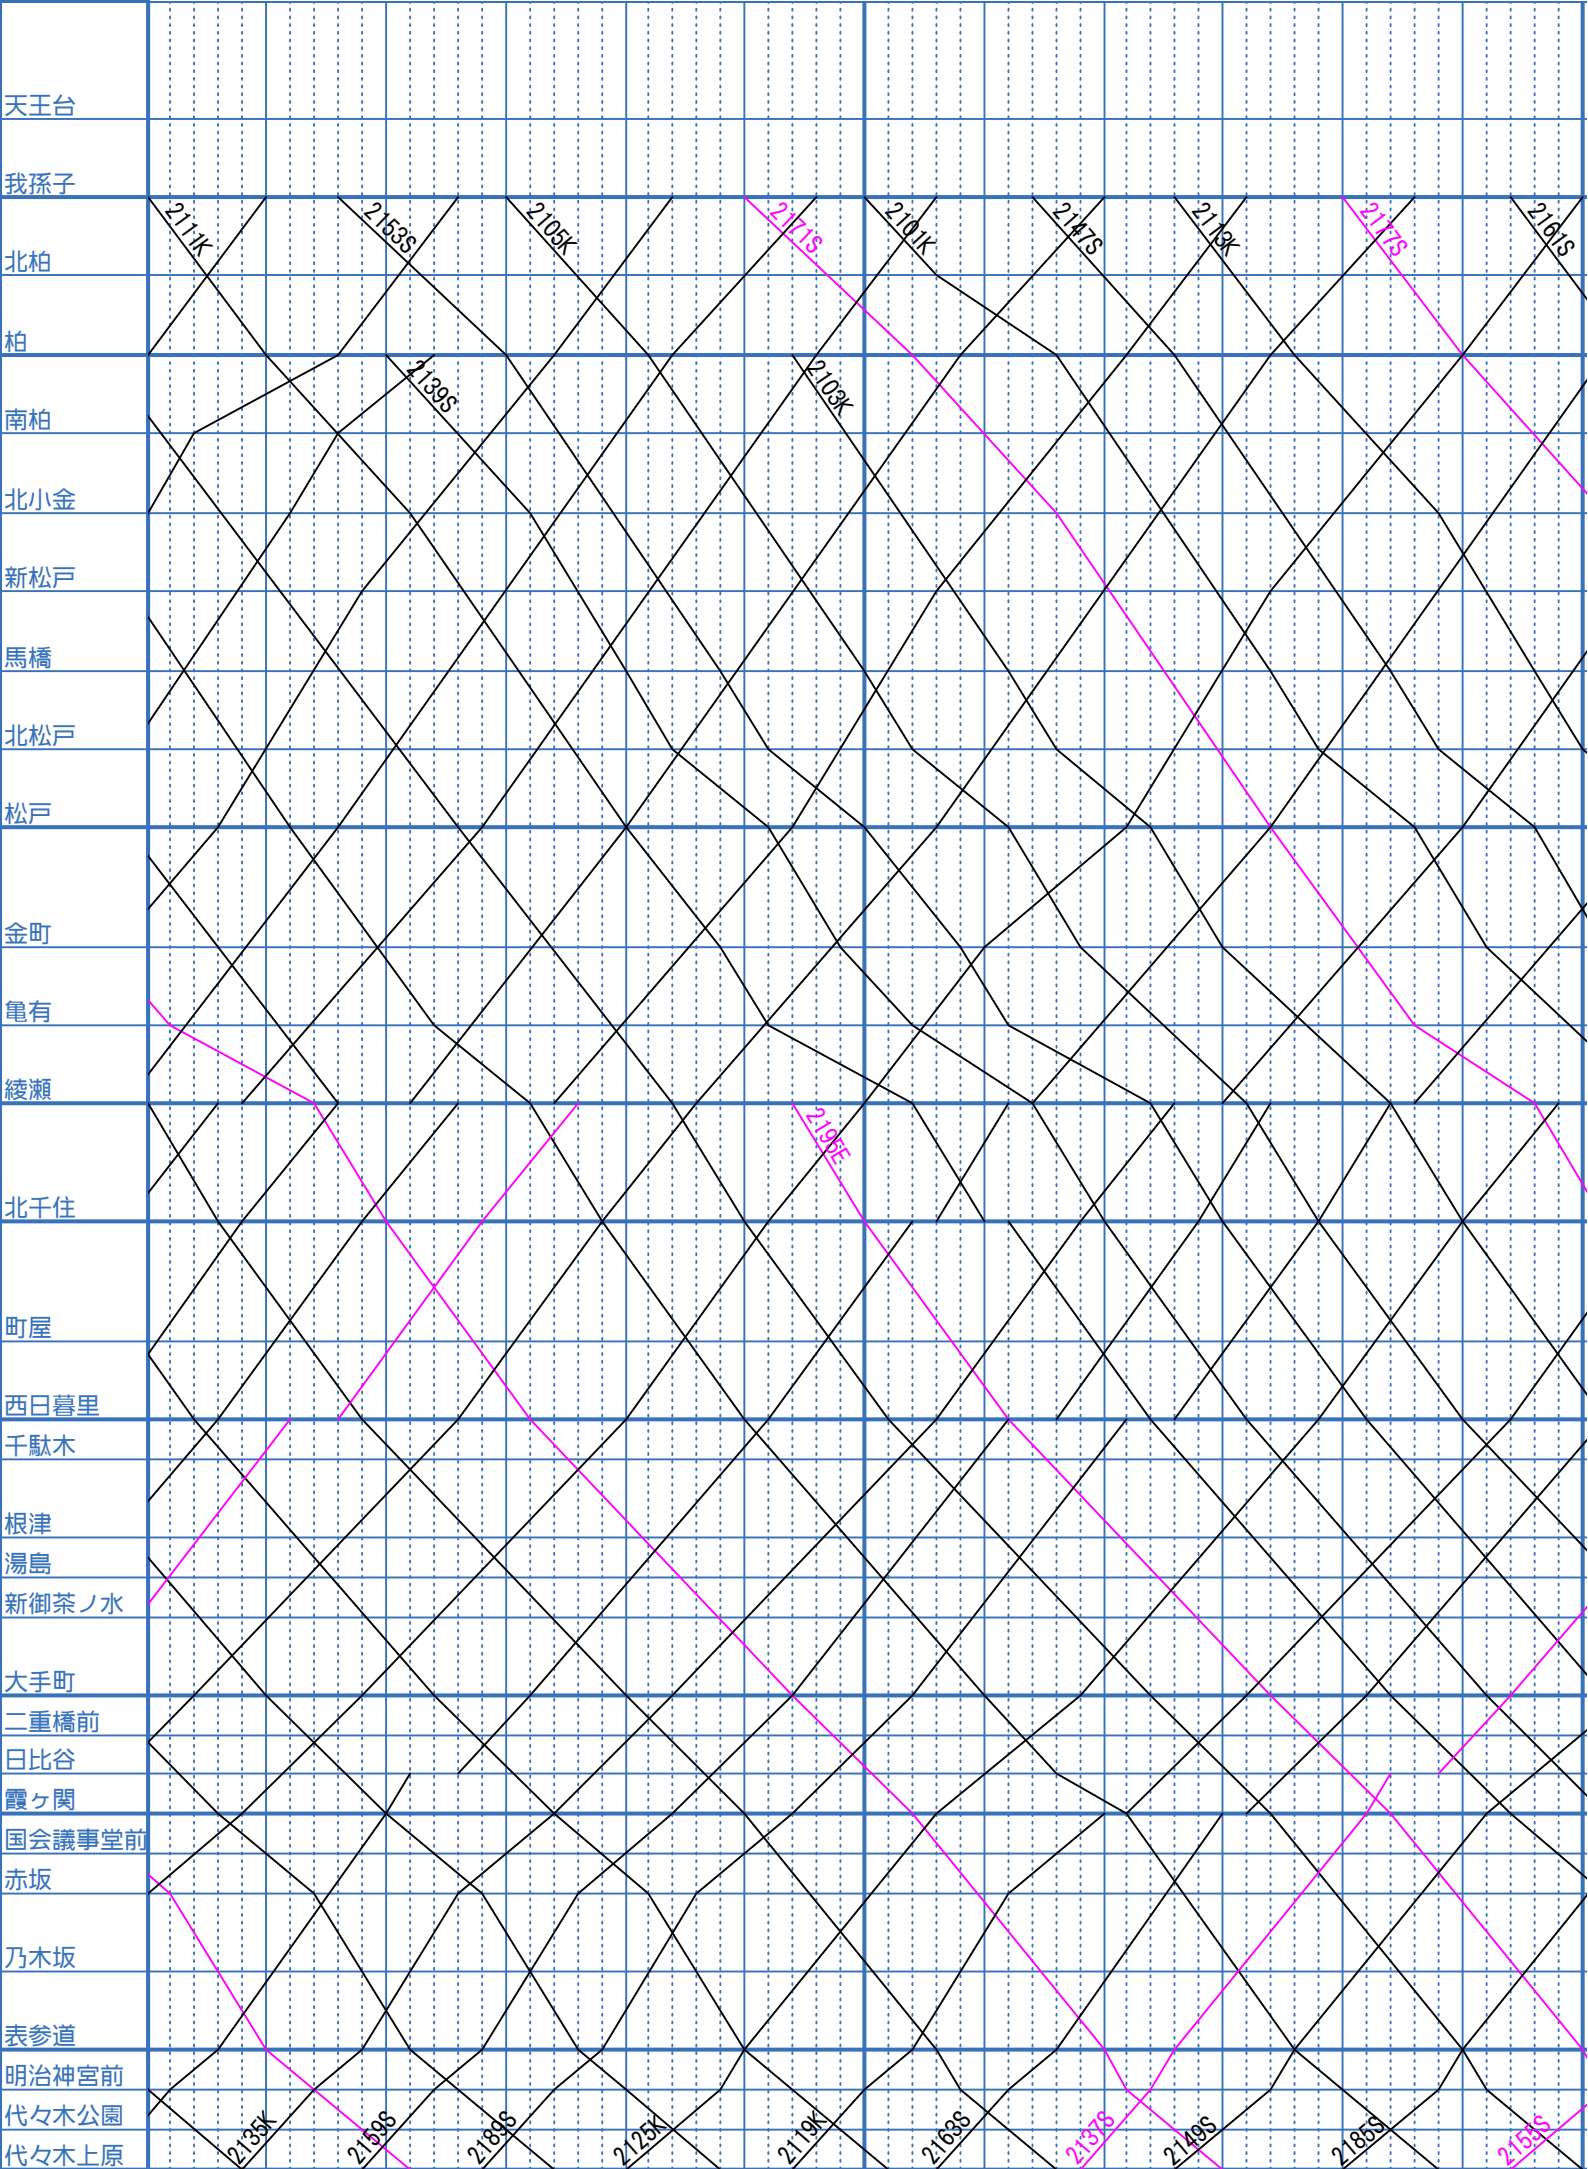 天王台
我孫子
2111K
2153S
2105K
2171S
2101K
2147S
2113K
2177S
2161S
北柏
柏
2139S
2103K
南柏
北小金
新松戸
馬橋
北松戸
松戸
金町
亀有
綾瀬
2195E
北千住
町屋
西日暮里
千駄木
根津
湯島
新御茶ノ水
大手町
二重橋前
日比谷
霞ヶ関
国会議事堂前
赤坂
乃木坂
表参道
明治神宮前
代々木公園
代々木上原
2135K
2159S
2189S
2125K
2119K
2163S
2137S
2149S
2185S
2155S